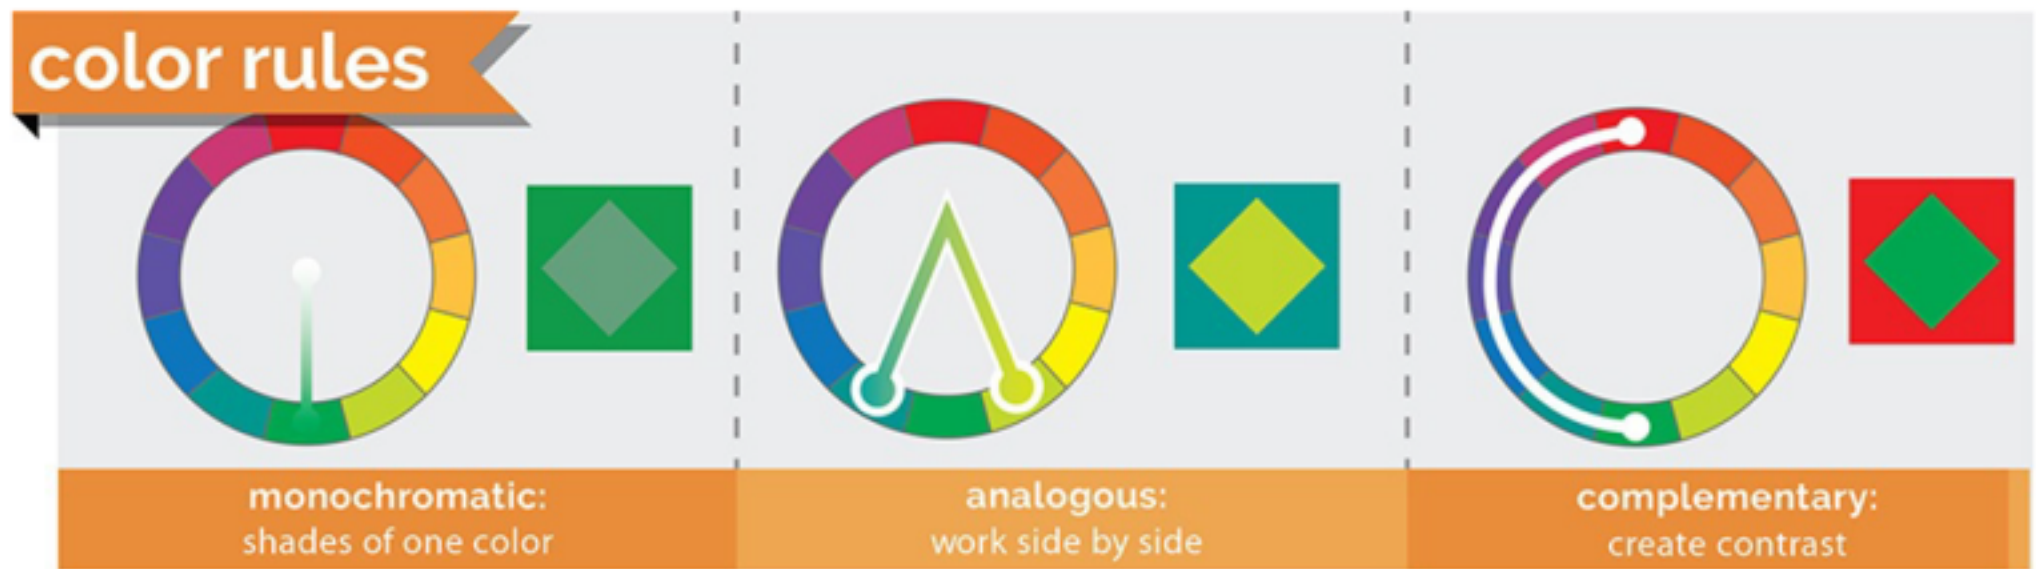 color rules
monochromatic:
shades of one color
analogous:
work side by side
complementary:
create contrast